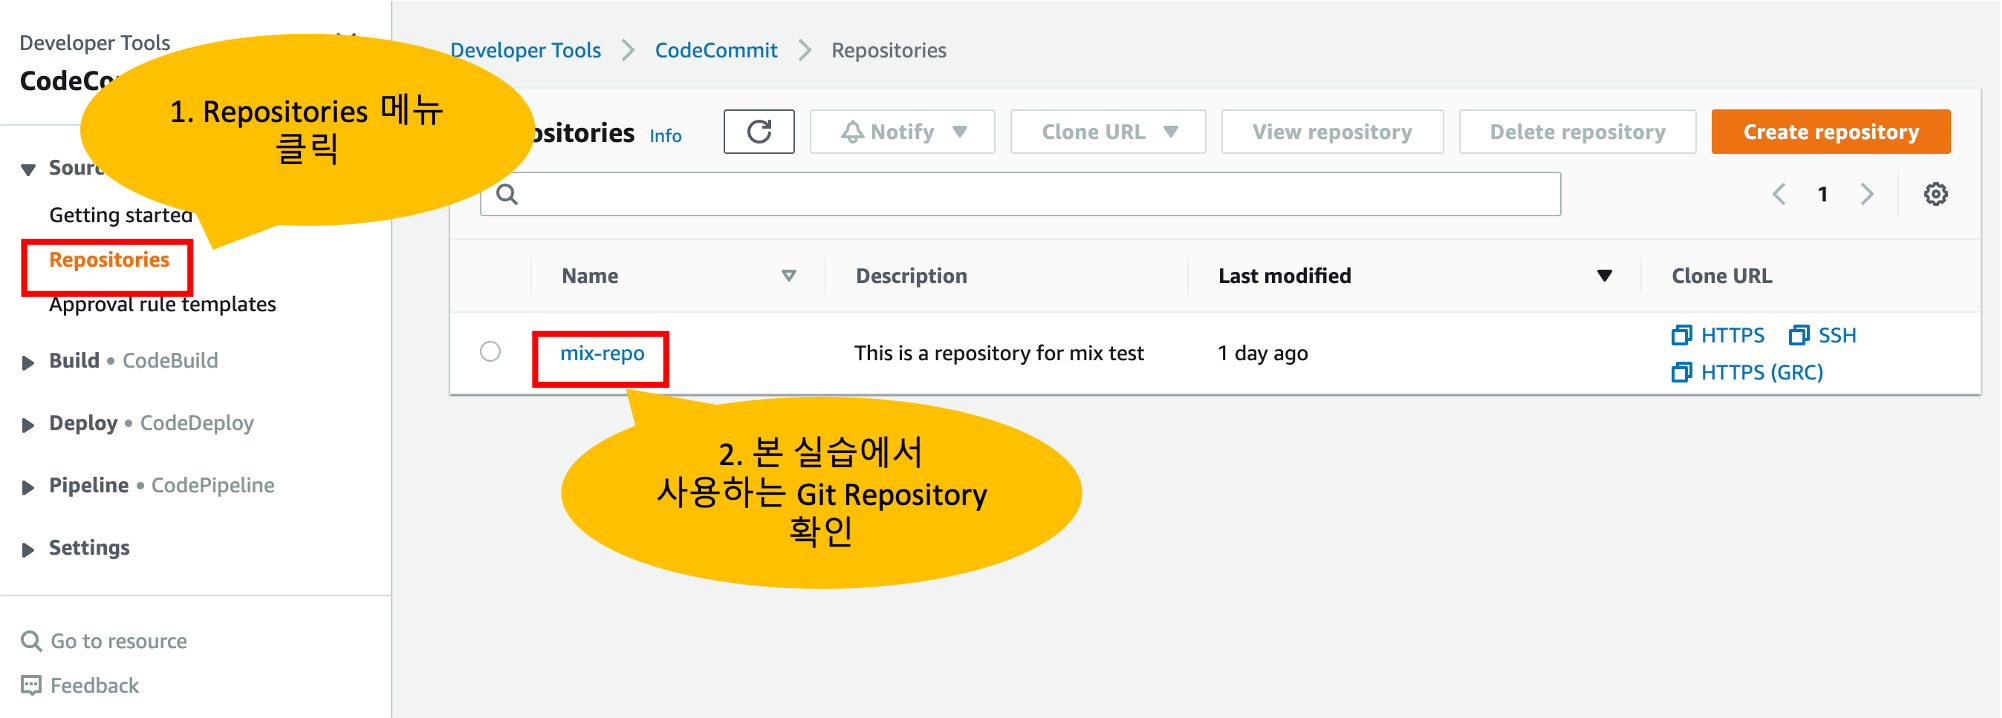 Developer Tools
CodeCo
1. Repositories 메뉴
클릭
Sourc
Getting started
Repositories
Approval rule templates
Build • CodeBuild
Deploy • CodeDeploy
Pipeline • CodePipeline
Settings
Go to resource
Feedback
Developer Tools > CodeCommit > Repositories
ositories Info
Notify
Clone URL
View repository
Delete repository
Create repository
1
Name Description Last modified Clone URL
mix-repo This is a repository for mix test 1 day ago HTTPS SSH
HTTPS (GRC)
2. 본 실습에서
사용하는 Git Repository
확인